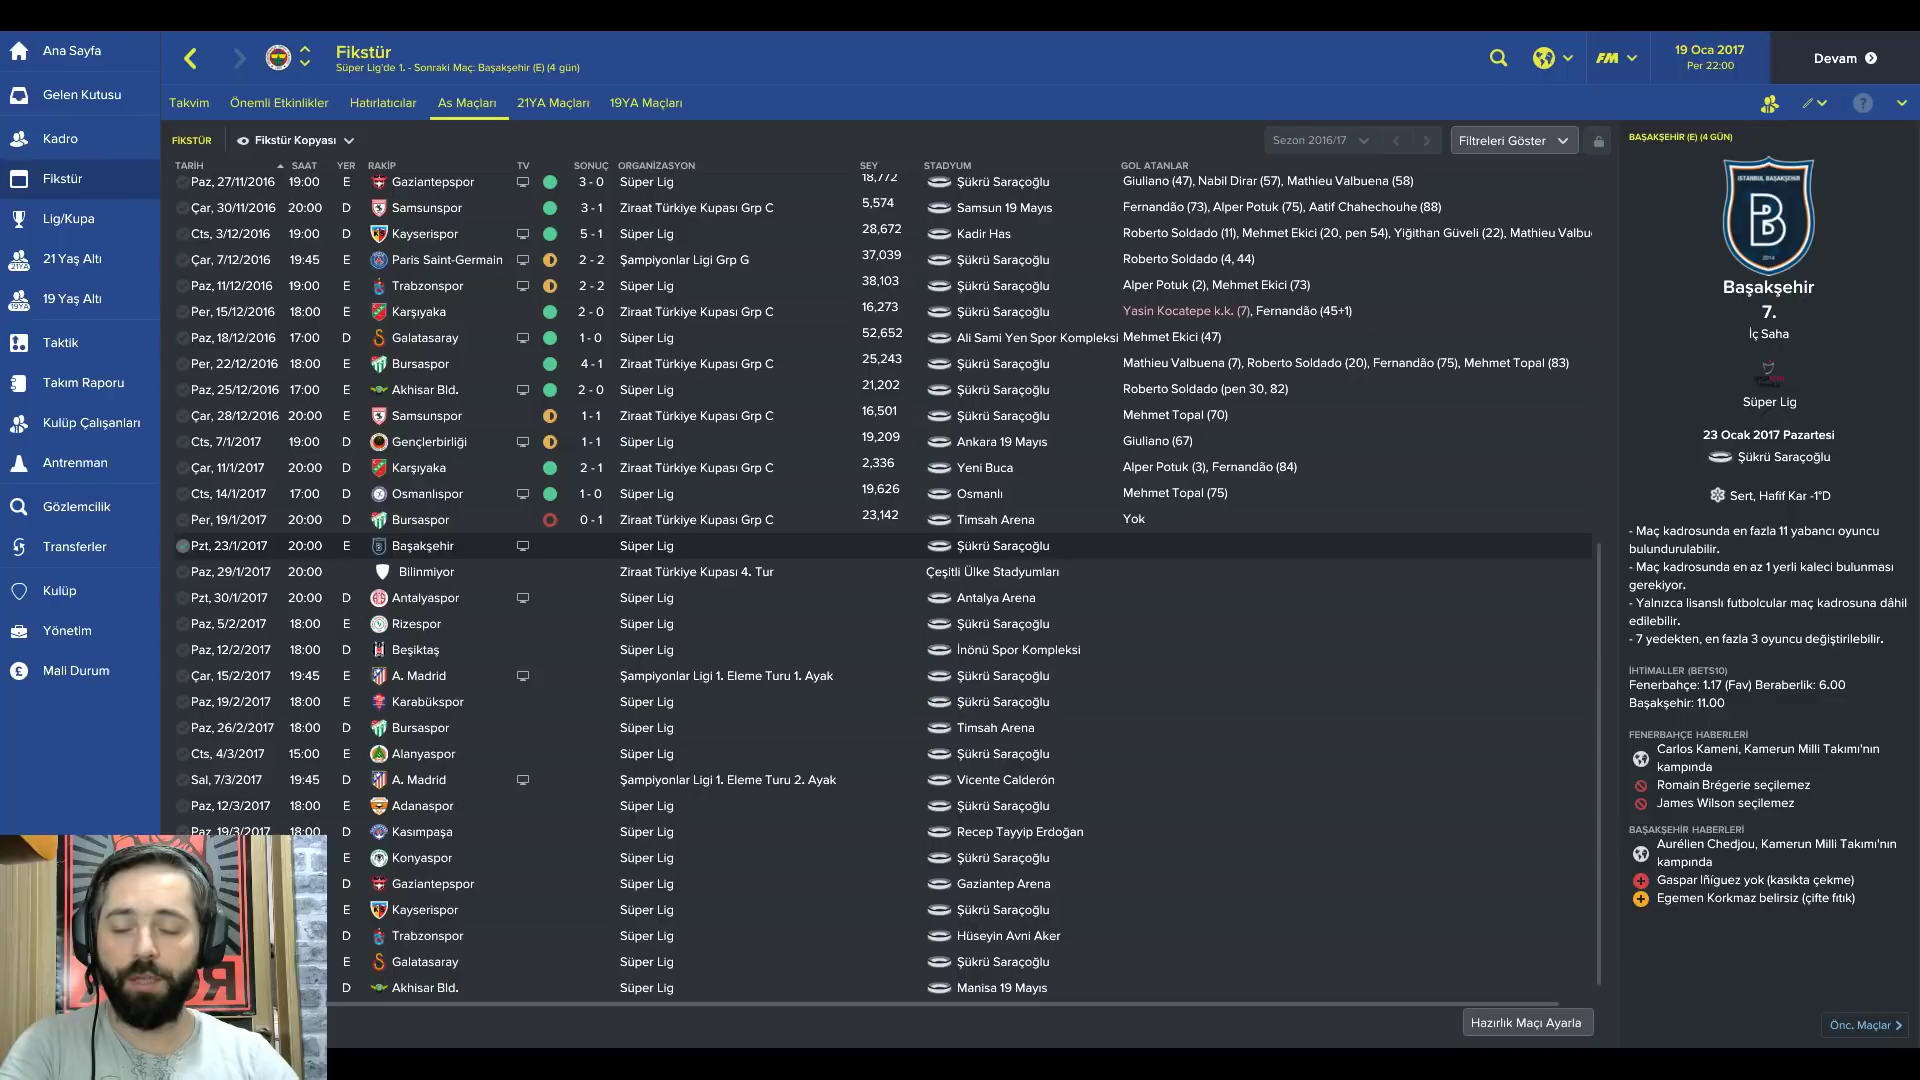 Ana Sayfa
Gelen Kutusu
Kadro
Fikstür
Lig/Kupa
21YA
21 Yaş Altı
19YA
19 Yaş Altı
Taktik
Takım Raporu
Kulüp Çalışanları
Antrenman
Gözlemcilik
Transferler
Kulüp
Yönetim
Mali Durum
Fikstür
Süper Lig'de 1. - Sonraki Maç: Başakşehir (E) (4 gün)
FM
19 Oca 2017
Per 22:00
Devam
Takvim Önemli Etkinlikler Hatırlatıcılar As Maçları 21YA Maçları 19YA Maçları
FİKSTÜR Fikstür Kopyası Sezon 2016/17 Filtreleri Göster
TARİH SAAT YER RAKİP TV SONUÇ ORGANİZASYON SEY STADYUM GOL ATANLAR
Paz, 27/11/2016 19:00 E Gaziantepspor 3 - 0 Süper Lig 18,772 Şükrü Saraçoğlu Giuliano (47), Nabil Dirar (57), Mathieu Valbuena (58)
Çar, 30/11/2016 20:00 D Samsunspor 3 - 1 Ziraat Türkiye Kupası Grp C 5,574 Samsun 19 Mayıs Fernandão (73), Alper Potuk (75), Aatif Chahechouhe (88)
Cts, 3/12/2016 19:00 D Kayserispor 5 - 1 Süper Lig 28,672 Kadir Has Roberto Soldado (11), Mehmet Ekici (20, pen 54), Yiğithan Güveli (22), Mathieu Valbu
Çar, 7/12/2016 19:45 E Paris Saint-Germain 2 - 2 Şampiyonlar Ligi Grp G 37,039 Şükrü Saraçoğlu Roberto Soldado (4, 44)
Paz, 11/12/2016 19:00 E Trabzonspor 2 - 2 Süper Lig 38,103 Şükrü Saraçoğlu Alper Potuk (2), Mehmet Ekici (73)
Per, 15/12/2016 18:00 E Karşıyaka 2 - 0 Ziraat Türkiye Kupası Grp C 16,273 Şükrü Saraçoğlu Yasin Kocatepe k.k. (7), Fernandão (45+1)
Paz, 18/12/2016 17:00 D Galatasaray 1 - 0 Süper Lig 52,652 Ali Sami Yen Spor Kompleksi Mehmet Ekici (47)
Per, 22/12/2016 18:00 E Bursaspor 4 - 1 Ziraat Türkiye Kupası Grp C 25,243 Şükrü Saraçoğlu Mathieu Valbuena (7), Roberto Soldado (20), Fernandão (75), Mehmet Topal (83)
Paz, 25/12/2016 17:00 E Akhisar Bld. 2 - 0 Süper Lig 21,202 Şükrü Saraçoğlu Roberto Soldado (pen 30, 82)
Çar, 28/12/2016 20:00 E Samsunspor 1 - 1 Ziraat Türkiye Kupası Grp C 16,501 Şükrü Saraçoğlu Mehmet Topal (70)
Cts, 7/1/2017 19:00 D Gençlerbirliği 1 - 1 Süper Lig 19,209 Ankara 19 Mayıs Giuliano (67)
Çar, 11/1/2017 20:00 D Karşıyaka 2 - 1 Ziraat Türkiye Kupası Grp C 2,336 Yeni Buca Alper Potuk (3), Fernandão (84)
Cts, 14/1/2017 17:00 D Osmanlıspor 1 - 0 Süper Lig 19,626 Osmanlı Mehmet Topal (75)
Per, 19/1/2017 20:00 D Bursaspor 0 - 1 Ziraat Türkiye Kupası Grp C 23,142 Timsah Arena Yok
Pzt, 23/1/2017 20:00 E Başakşehir Süper Lig Şükrü Saraçoğlu
Paz, 29/1/2017 20:00 Bilinmiyor Ziraat Türkiye Kupası 4. Tur Çeşitli Ülke Stadyumları
Pzt, 30/1/2017 20:00 D Antalyaspor Süper Lig Antalya Arena
Paz, 5/2/2017 18:00 E Rizespor Süper Lig Şükrü Saraçoğlu
Paz, 12/2/2017 18:00 D Beşiktaş Süper Lig İnönü Spor Kompleksi
Çar, 15/2/2017 19:45 E A. Madrid Şampiyonlar Ligi 1. Eleme Turu 1. Ayak Şükrü Saraçoğlu
Paz, 19/2/2017 18:00 E Karabükspor Süper Lig Şükrü Saraçoğlu
Paz, 26/2/2017 18:00 D Bursaspor Süper Lig Timsah Arena
Cts, 4/3/2017 15:00 E Alanyaspor Süper Lig Şükrü Saraçoğlu
Sal, 7/3/2017 19:45 D A. Madrid Şampiyonlar Ligi 1. Eleme Turu 2. Ayak Vicente Calderón
Paz, 12/3/2017 18:00 E Adanaspor Süper Lig Şükrü Saraçoğlu
Paz, 19/3/2017 18:00 D Kasımpaşa Süper Lig Recep Tayyip Erdoğan
E Konyaspor Süper Lig Şükrü Saraçoğlu
D Gaziantepspor Süper Lig Gaziantep Arena
E Kayserispor Süper Lig Şükrü Saraçoğlu
D Trabzonspor Süper Lig Hüseyin Avni Aker
E Galatasaray Süper Lig Şükrü Saraçoğlu
D Akhisar Bld. Süper Lig Manisa 19 Mayıs
Hazırlık Maçı Ayarla
BAŞAKŞEHİR (E) (4 GÜN)
ISTANBUL BAŞAKŞEHİR
B
2014
Başakşehir
7.
İç Saha
Süper Lig
23 Ocak 2017 Pazartesi
Şükrü Saraçoğlu
Sert, Hafif Kar -1°D
- Maç kadrosunda en fazla 11 yabancı oyuncu
bulundurulabilir.
- Maç kadrosunda en az 1 yerli kaleci bulunması
gerekiyor.
- Yalnızca lisanslı futbolcular maç kadrosuna dâhil
edilebilir.
- 7 yedekten, en fazla 3 oyuncu değiştirilebilir.
İHTİMALLER (BETS10)
Fenerbahçe: 1.17 (Fav) Beraberlik: 6.00
Başakşehir: 11.00
FENERBAHÇE HABERLERİ
Carlos Kameni, Kamerun Milli Takımı'nın
kampında
Romain Brégerie seçilemez
James Wilson seçilemez
BAŞAKŞEHİR HABERLERİ
Aurélien Chedjou, Kamerun Milli Takımı'nın
kampında
Gaspar Iñíguez yok (kasıkta çekme)
Egemen Korkmaz belirsiz (çifte fıtık)
Önc. Maçlar